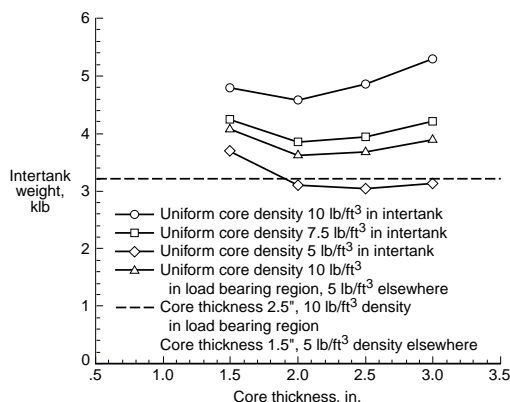 6
5
4
Intertank
weight,
klb
3
2
1
0
Uniform core density 10 lb/ft3 in intertank
Uniform core density 7.5 lb/ft3 in intertank
Uniform core density 5 lb/ft3 in intertank
Uniform core density 10 lb/ft3
in load bearing region, 5 lb/ft3 elsewhere
Core thickness 2.5", 10 lb/ft3 density
in load bearing region
Core thickness 1.5", 5 lb/ft3 density elsewhere
.5 1.0 1.5 2.0 2.5 3.0 3.5
Core thickness, in.